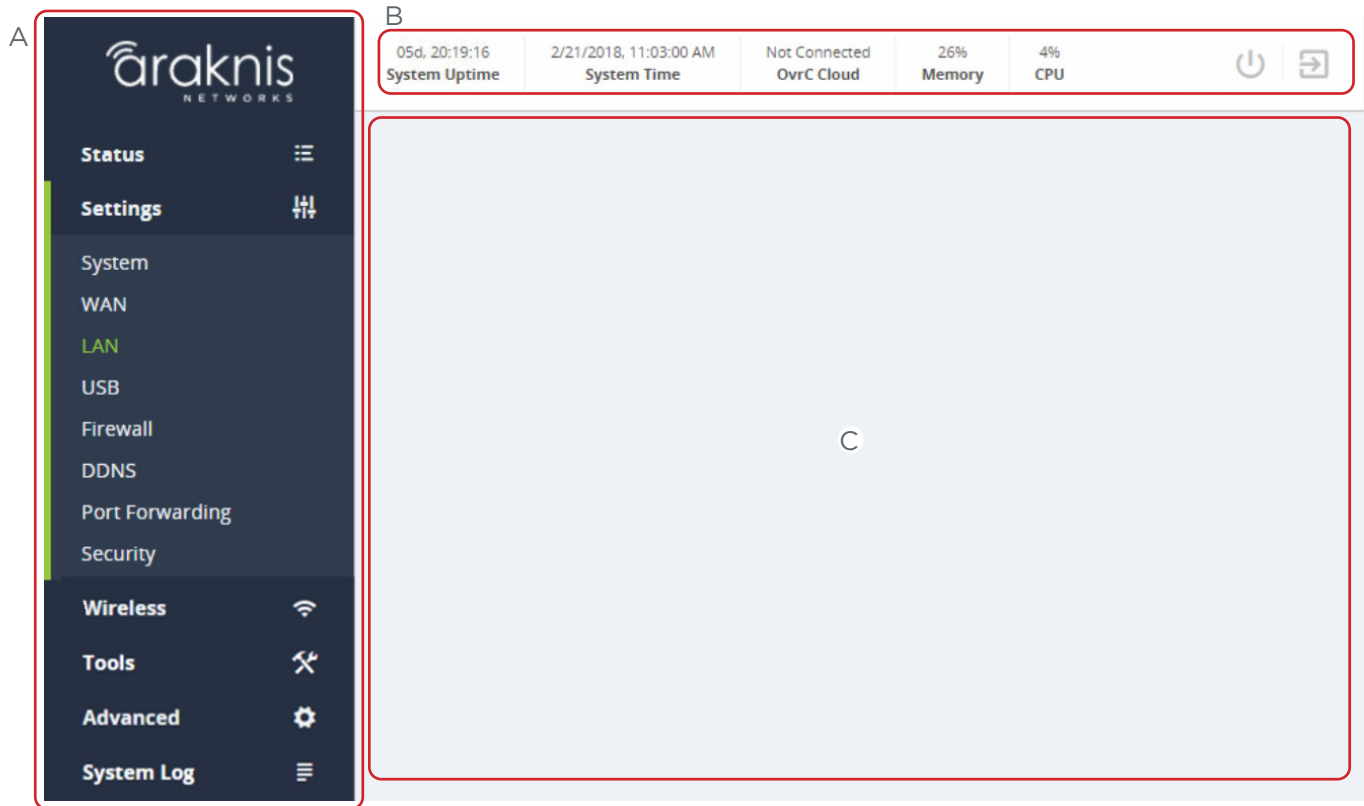 A
araknis
NETWORKS
Status
Settings
System
WAN
LAN
USB
Firewall
DDNS
Port Forwarding
Security
Wireless
Tools
Advanced
System Log
B
05d, 20:19:16
System Uptime
2/21/2018, 11:03:00 AM
System Time
Not Connected
OvrC Cloud
26%
Memory
4%
CPU
C